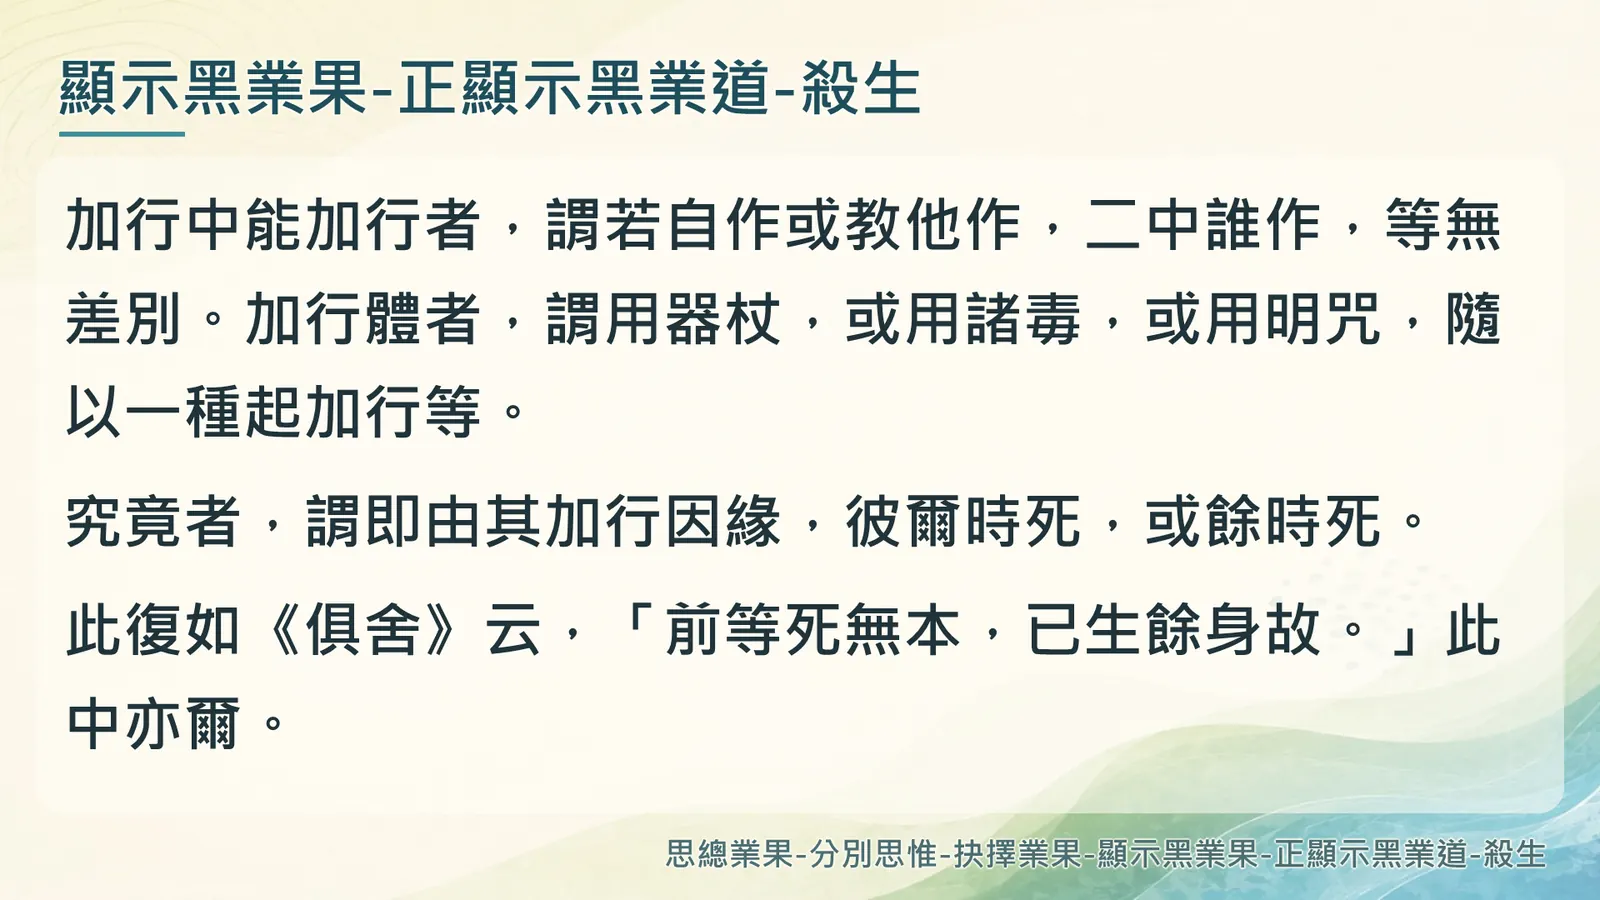 顯示黑業果-正顯示黑業道-殺生
加行中能加行者，謂若自作或教他作，二中誰作，等無
差別。加行體者，謂用器杖，或用諸毒，或用明咒，隨
以一種起加行等。
究竟者，謂即由其加行因緣，彼爾時死，或餘時死。
此復如《俱舍》云，「前等死無本，已生餘身故。」此
中亦爾。
思總業果-分別思惟-抉擇業果-顯示黑業果-正顯示黑業道-殺生